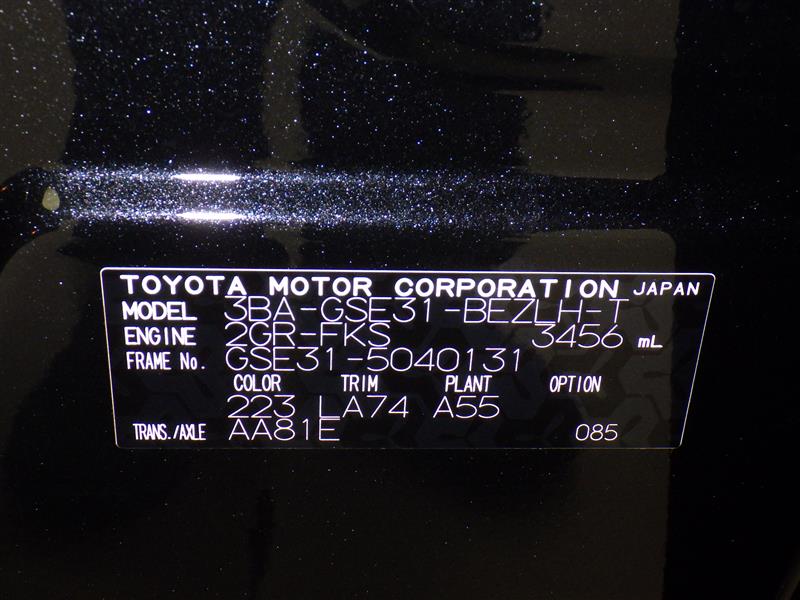 TOYOTA MOTOR CORPORATION JAPAN
MODEL 3BA-GSE31-BEZLH-T
ENGINE 2GR-FKS 3456 mL
FRAME No. GSE31-5040131
COLOR TRIM PLANT OPTION
223 LA74 A55
TRANS./AXLE AA81E 085